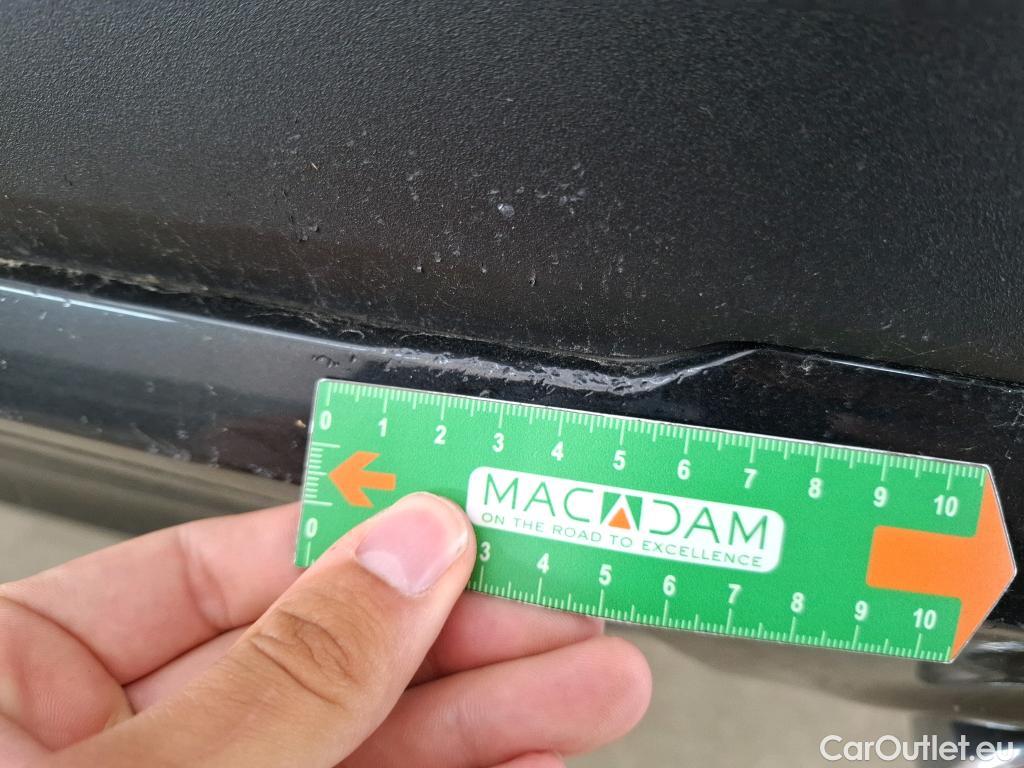 0 1 2 3 4 5 6 7 8 9 10
MACADAM
ON THE ROAD TO EXCELLENCE
0 3 4 5 6 7 8 9 10
CarOutlet.eu